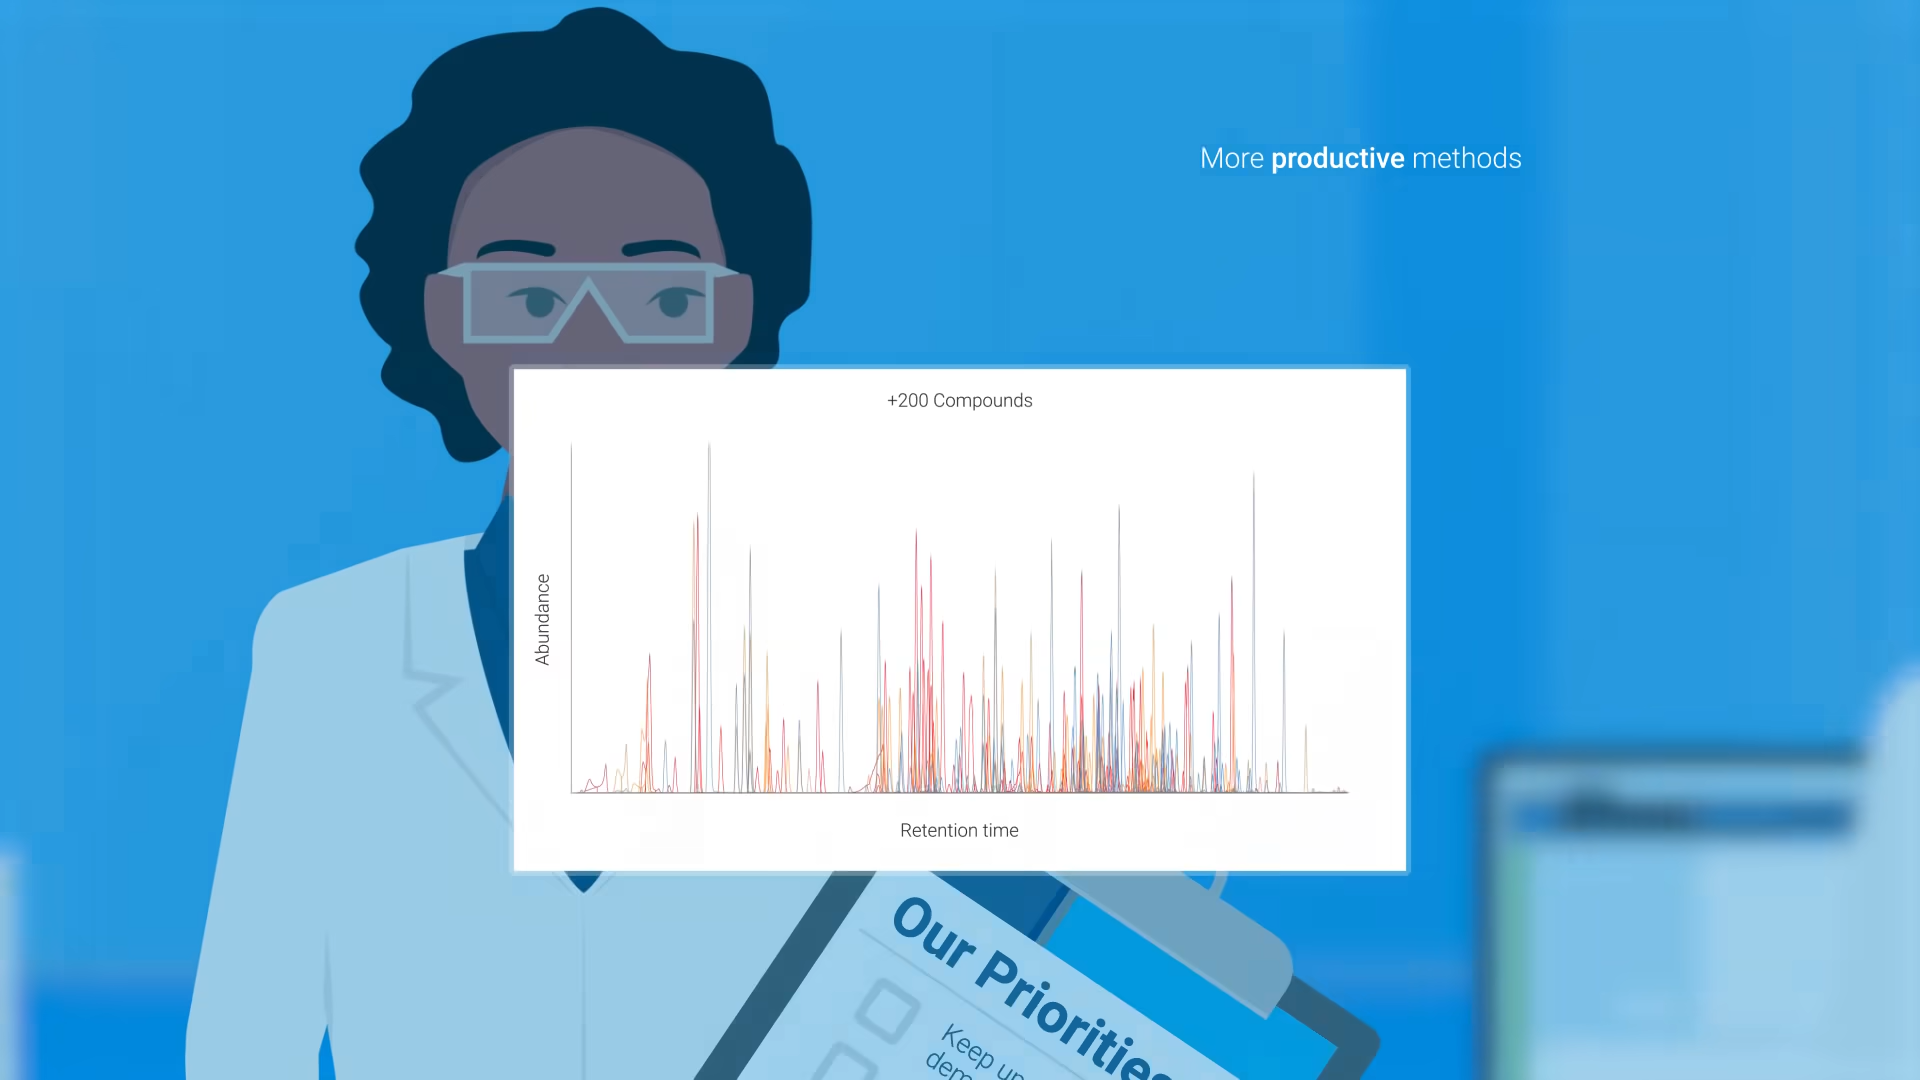 More productive methods
+200 Compounds
Abundance
Retention time
Our Priorities
Keep up